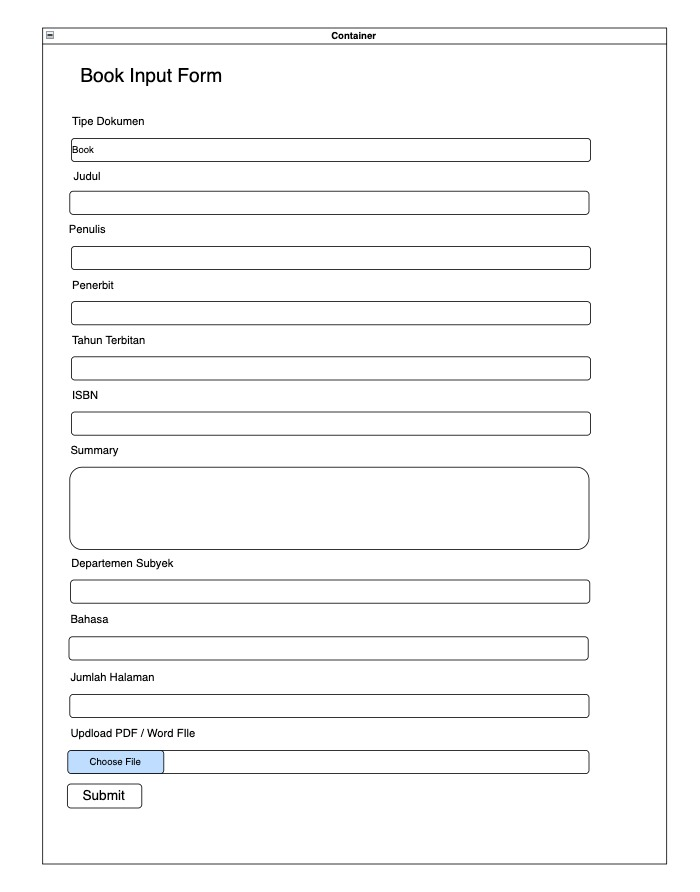 Container
Book Input Form
Tipe Dokumen
Book
Judul
Penulis
Penerbit
Tahun Terbitan
ISBN
Summary
Departemen Subyek
Bahasa
Jumlah Halaman
Updload PDF / Word FIle
Choose File
Submit